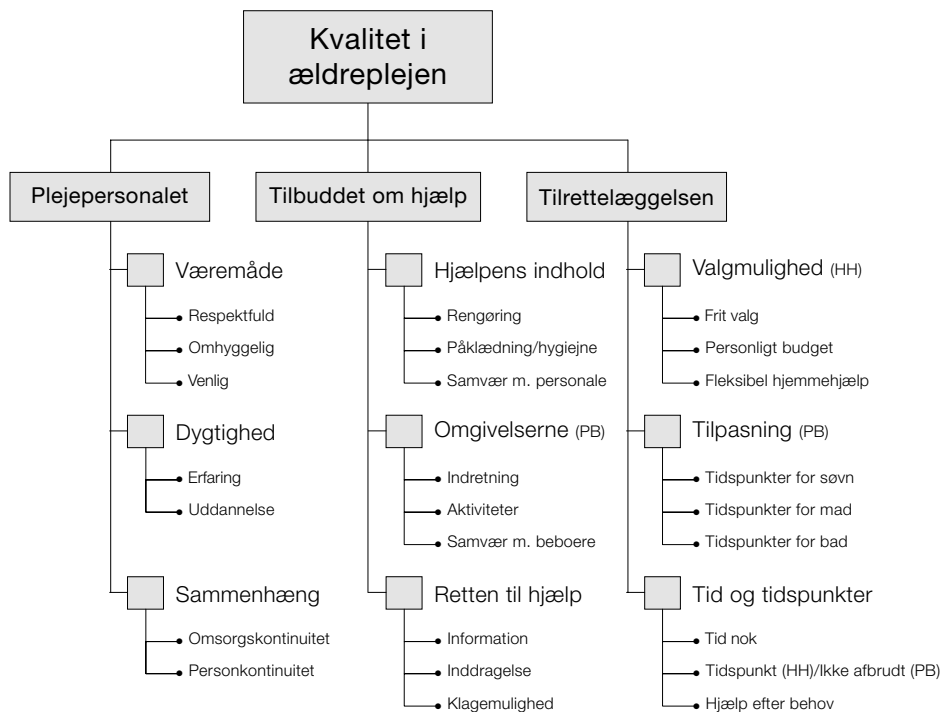 Kvalitet i
ældreplejen
Plejepersonalet
Tilbuddet om hjælp
Tilrettelæggelsen
Væremåde
Respektfuld
Omhyggelig
Venlig
Dygtighed
Erfaring
Uddannelse
Sammenhæng
Omsorgskontinuitet
Personkontinuitet
Hjælpens indhold
Rengøring
Påklædning/hygiejne
Samvær m. personale
Omgivelserne (PB)
Indretning
Aktiviteter
Samvær m. beboere
Retten til hjælp
Information
Inddragelse
Klagemulighed
Valgmulighed (HH)
Frit valg
Personligt budget
Fleksibel hjemmehjælp
Tilpasning (PB)
Tidspunkter for søvn
Tidspunkter for mad
Tidspunkter for bad
Tid og tidspunkter
Tid nok
Tidspunkt (HH)/Ikke afbrudt (PB)
Hjælp efter behov